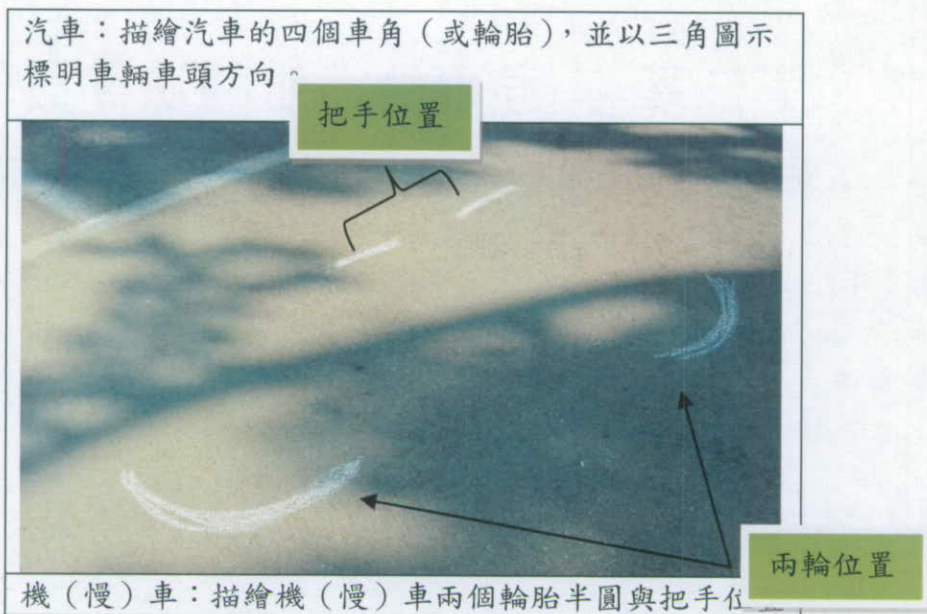 汽車：描繪汽車的四個車角（或輪胎），並以三角圖示
標明車輛車頭方向。
把手位置
兩輪位置
機（慢）車：描繪機（慢）車兩個輪胎半圓與把手位